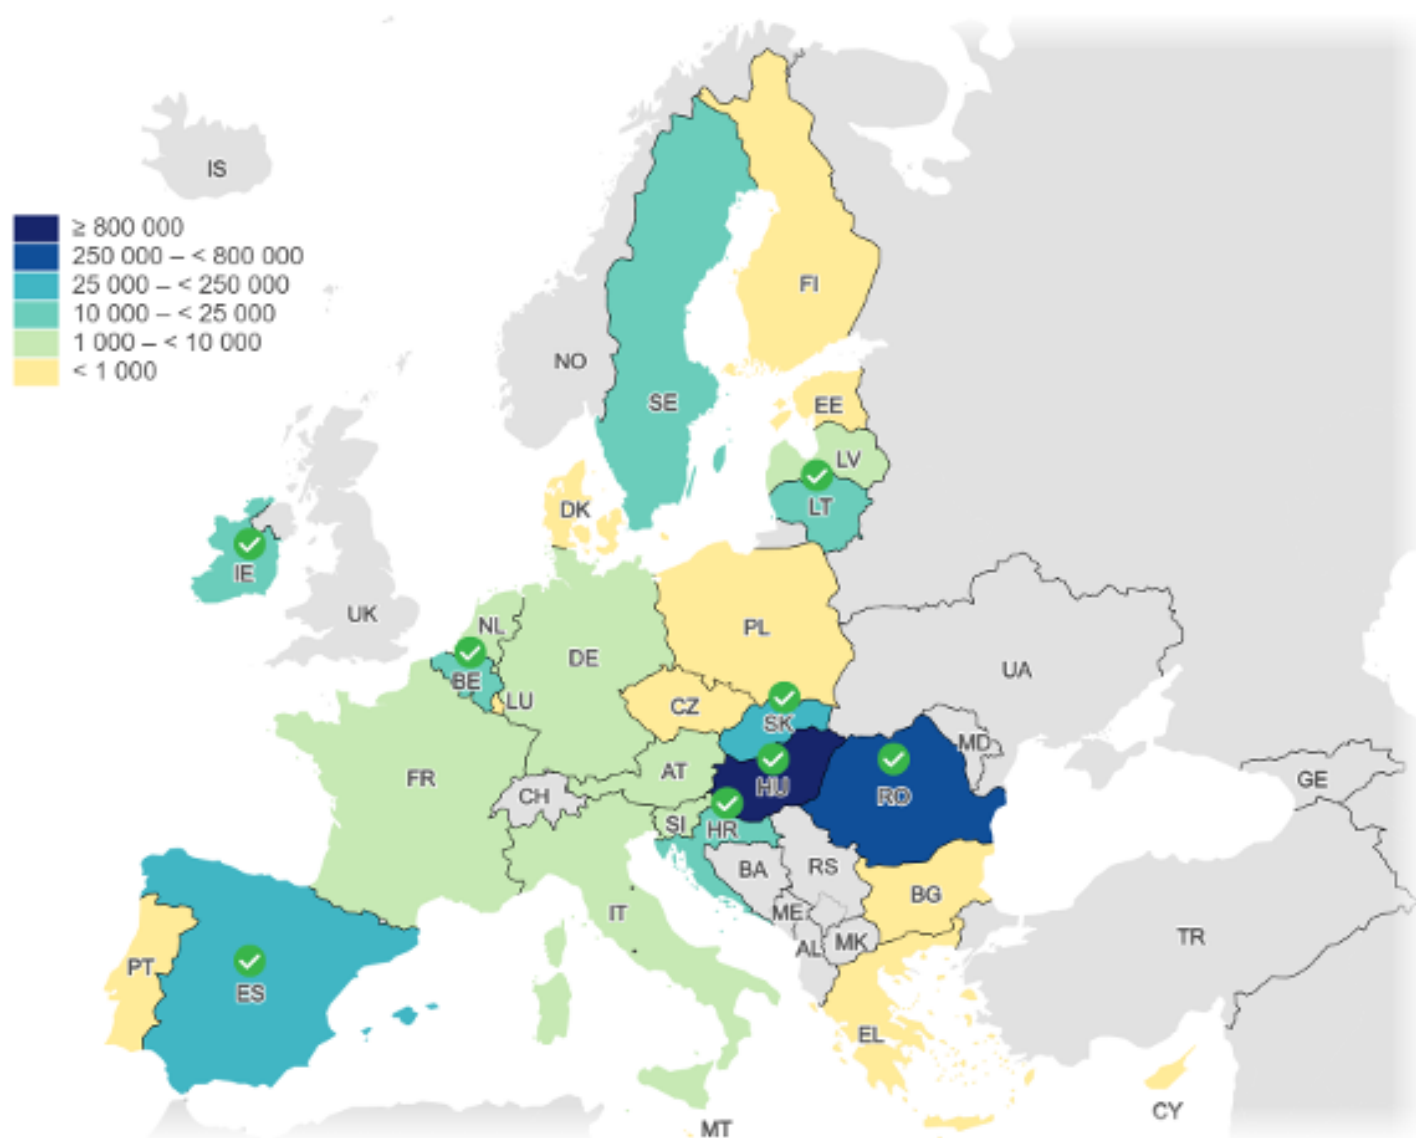 IS
≥ 800 000
250 000 – < 800 000
25 000 – < 250 000
10 000 – < 25 000
1 000 – < 10 000
< 1 000
FI
NO
SE
EE
LV
LT
DK
IE
UK
NL
PL
DE
BE
LU
CZ
UA
SK
MD
FR
AT
CH
HU
RO
GE
SI
HR
BA
RS
BG
IT
ME
MK
AL
TR
PT
ES
EL
CY
MT